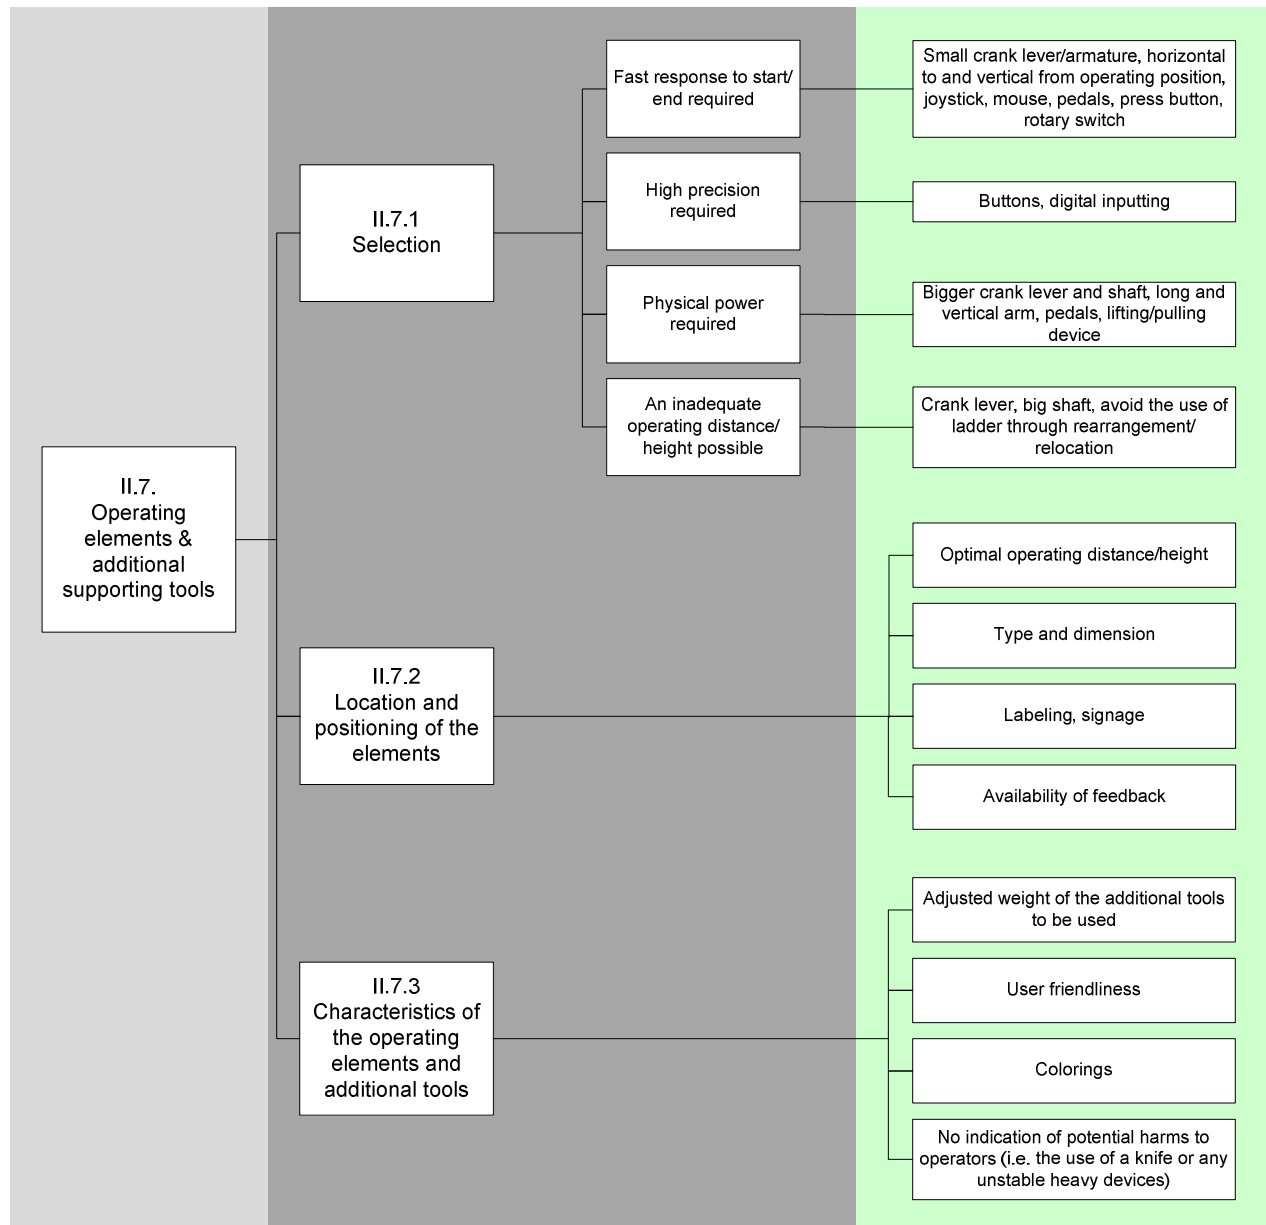 II.7.
Operating
elements &
additional
supporting tools
II.7.1
Selection
Fast response to start/
end required
Small crank lever/armature, horizontal
to and vertical from operating position,
joystick, mouse, pedals, press button,
rotary switch
High precision
required
Buttons, digital inputting
Physical power
required
Bigger crank lever and shaft, long and
vertical arm, pedals, lifting/pulling
device
An inadequate
operating distance/
height possible
Crank lever, big shaft, avoid the use of
ladder through rearrangement/
relocation
II.7.2
Location and
positioning of the
elements
Optimal operating distance/height
Type and dimension
Labeling, signage
Availability of feedback
II.7.3
Characteristics of
the operating
elements and
additional tools
Adjusted weight of the additional tools
to be used
User friendliness
Colorings
No indication of potential harms to
operators (i.e. the use of a knife or any
unstable heavy devices)